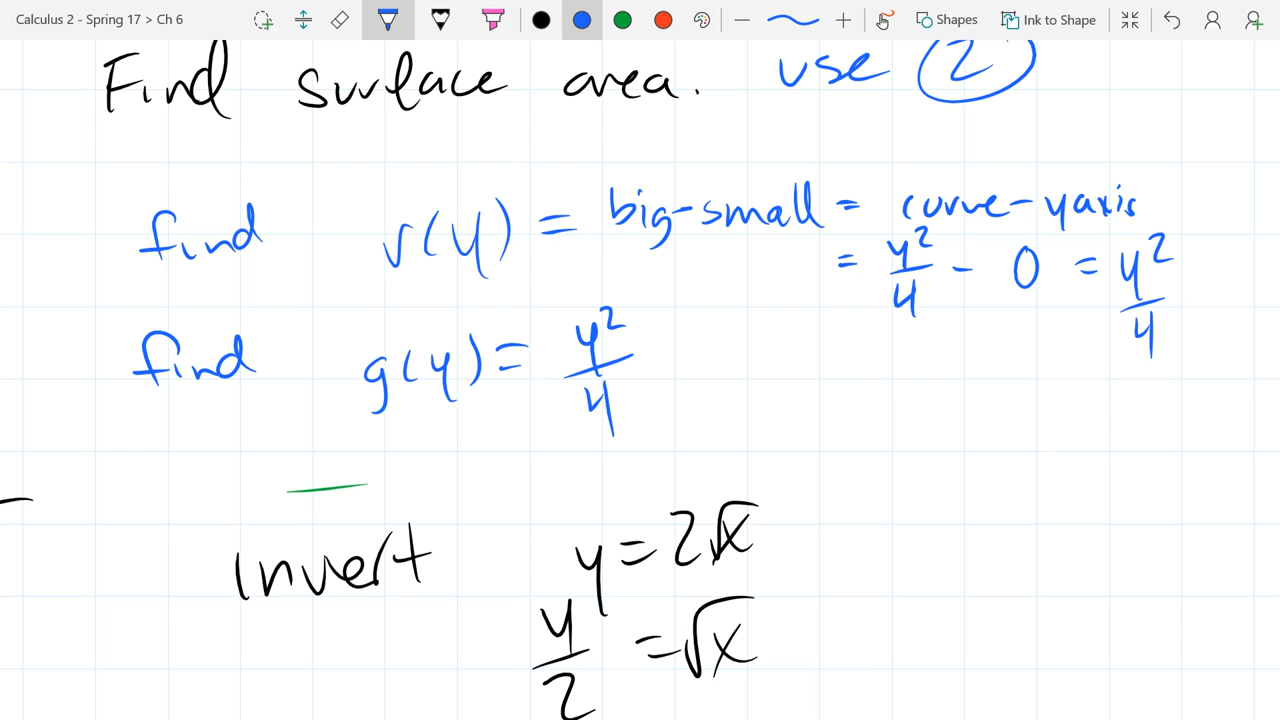 Calculus 2 - Spring 17 > Ch 6
Shapes
Ink to Shape
Find surface area. use ②
find r(y) = big-small = curve-yaxis
= y²/4 - 0 = y²/4
find g(y) = y²/4
invert y = 2√x
y/2 = √x